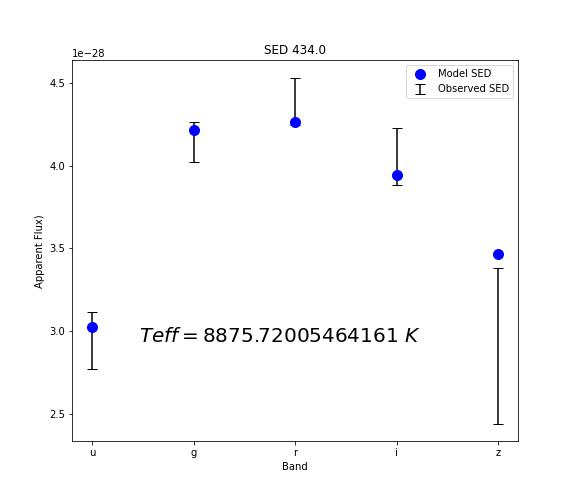 SED 434.0
1e−28
Model SED
Observed SED
4.5
4.0
3.5
3.0
2.5
Apparent Flux)
Teff = 8875.72005464161 K
u g r i z
Band